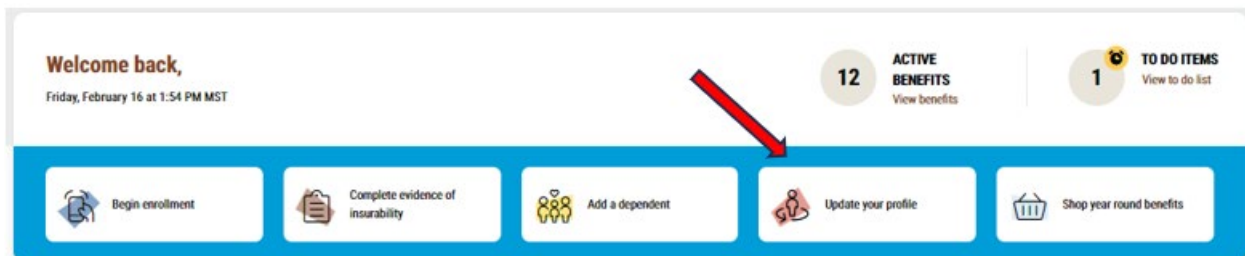 Welcome back,
Friday, February 16 at 1:54 PM MST
12
ACTIVE
BENEFITS
View benefits
1
TO DO ITEMS
View to do list
Begin enrollment
Complete evidence of
insurability
Add a dependent
Update your profile
Shop year round benefits